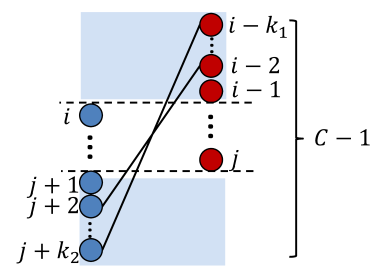 i − k₁
i − 2
i − 1
i
C − 1
j
j + 1
j + 2
j + k₂